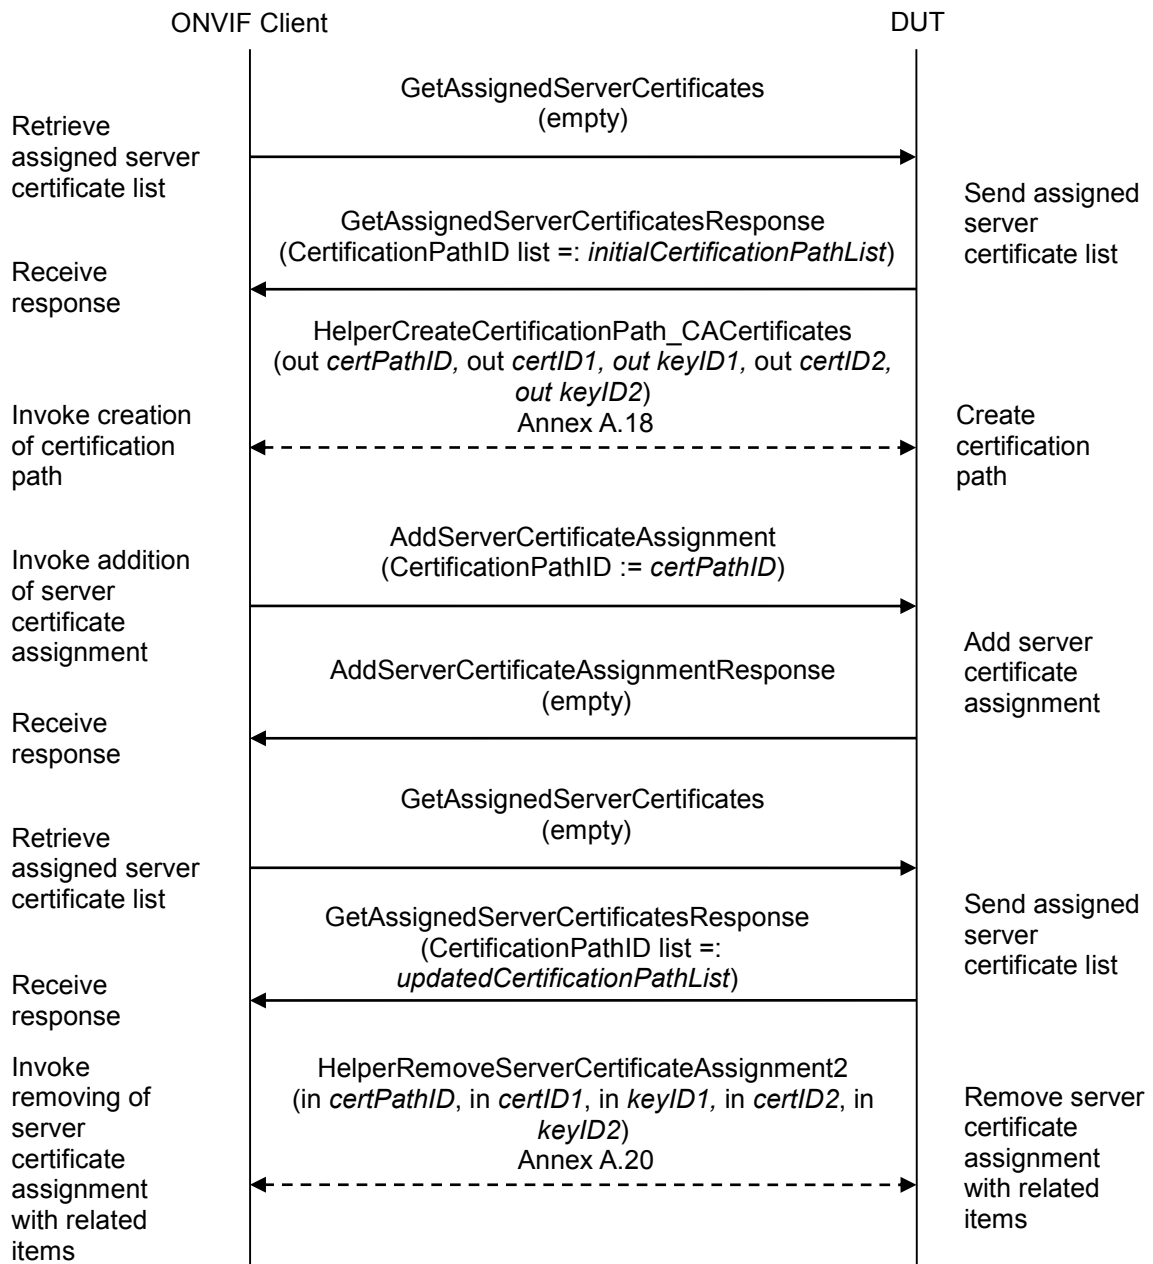 ONVIF Client
DUT
GetAssignedServerCertificates
(empty)
Retrieve
assigned server
certificate list
Send assigned
server
certificate list
GetAssignedServerCertificatesResponse
(CertificationPathID list =: initialCertificationPathList)
Receive
response
HelperCreateCertificationPath_CACertificates
(out certPathID, out certID1, out keyID1, out certID2,
out keyID2)
Annex A.18
Invoke creation
of certification
path
Create
certification
path
AddServerCertificateAssignment
(CertificationPathID := certPathID)
Invoke addition
of server
certificate
assignment
Add server
certificate
assignment
AddServerCertificateAssignmentResponse
(empty)
Receive
response
GetAssignedServerCertificates
(empty)
Retrieve
assigned server
certificate list
Send assigned
server
certificate list
GetAssignedServerCertificatesResponse
(CertificationPathID list =:
updatedCertificationPathList)
Receive
response
Invoke
removing of
server
certificate
assignment
with related
items
HelperRemoveServerCertificateAssignment2
(in certPathID, in certID1, in keyID1, in certID2, in
keyID2)
Annex A.20
Remove server
certificate
assignment
with related
items